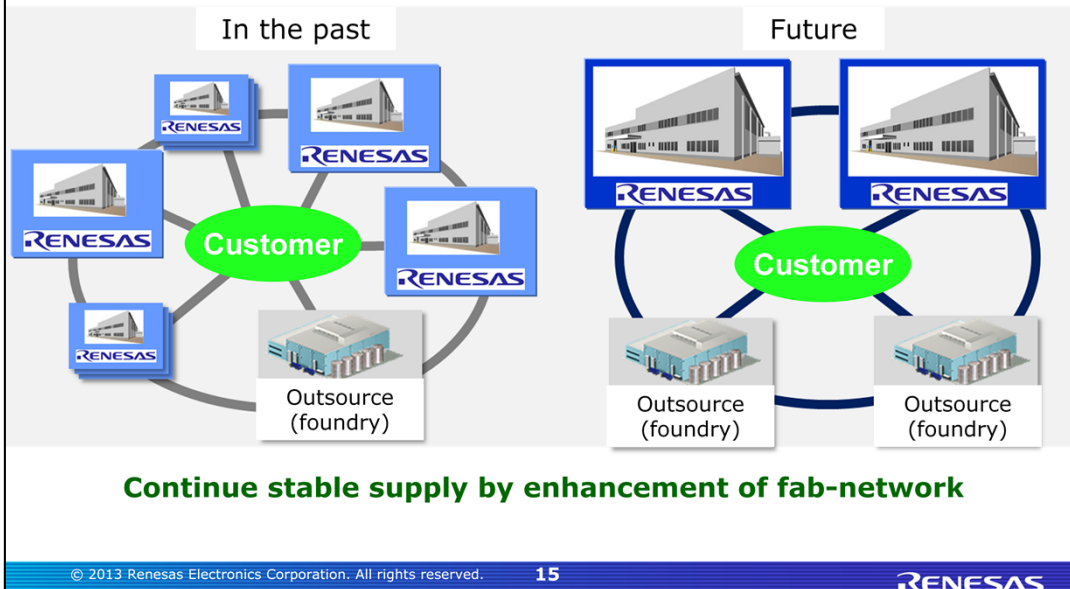 In the past
Future
RENESAS
RENESAS
RENESAS
RENESAS
RENESAS
Customer
Outsource
(foundry)
RENESAS
RENESAS
Customer
Outsource
(foundry)
Outsource
(foundry)
Continue stable supply by enhancement of fab-network
© 2013 Renesas Electronics Corporation. All rights reserved.
15
RENESAS